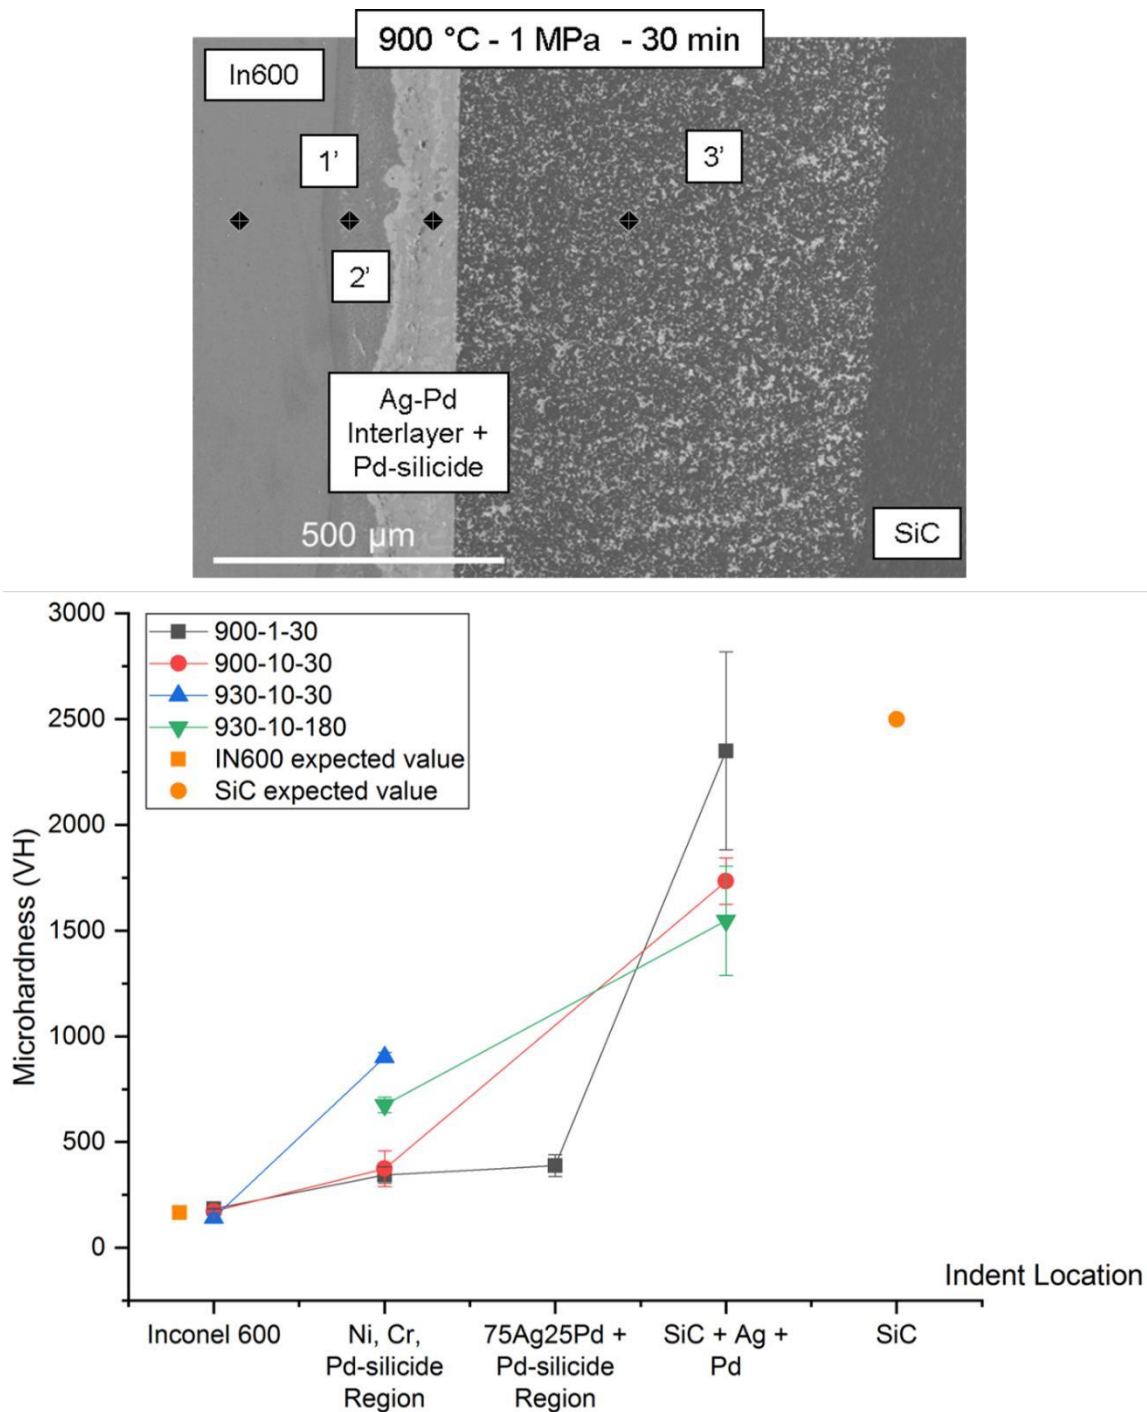 900 °C - 1 MPa - 30 min
In600
1’
3’
2’
Ag-Pd
Interlayer +
Pd-silicide
500 µm
SiC
3000
2500
2000
1500
1000
500
0
Microhardness (VH)
900-1-30
900-10-30
930-10-30
930-10-180
IN600 expected value
SiC expected value
Indent Location
Inconel 600
Ni, Cr,
Pd-silicide
Region
75Ag25Pd +
Pd-silicide
Region
SiC + Ag +
Pd
SiC